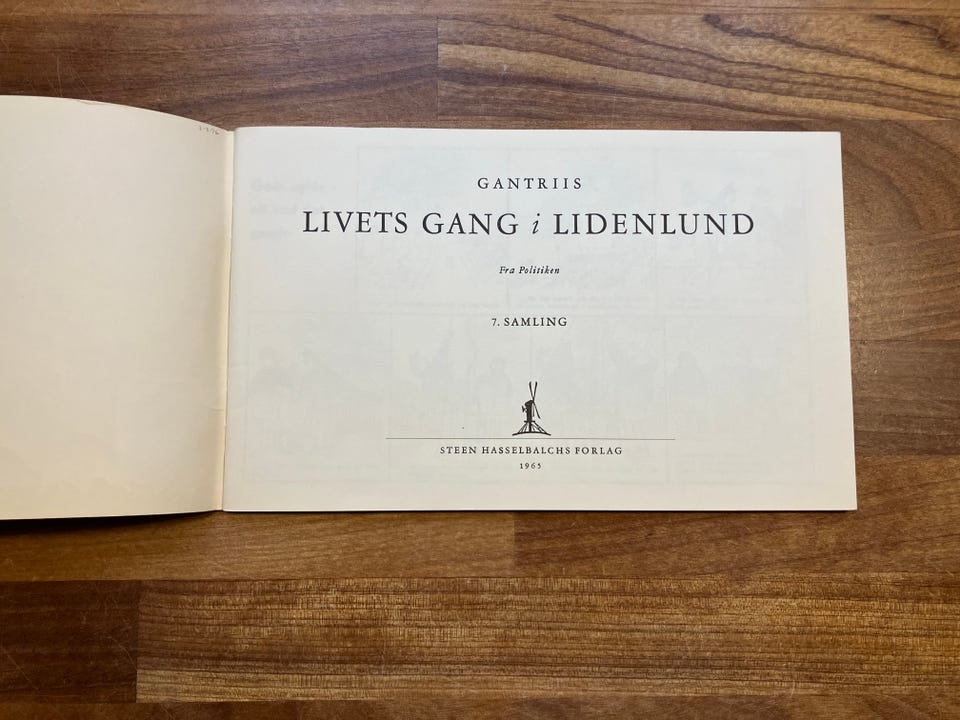 GANTRIIS
LIVETS GANG i LIDENLUND
Fra Politiken
7. SAMLING
STEEN HASSELBALCHS FORLAG
1965